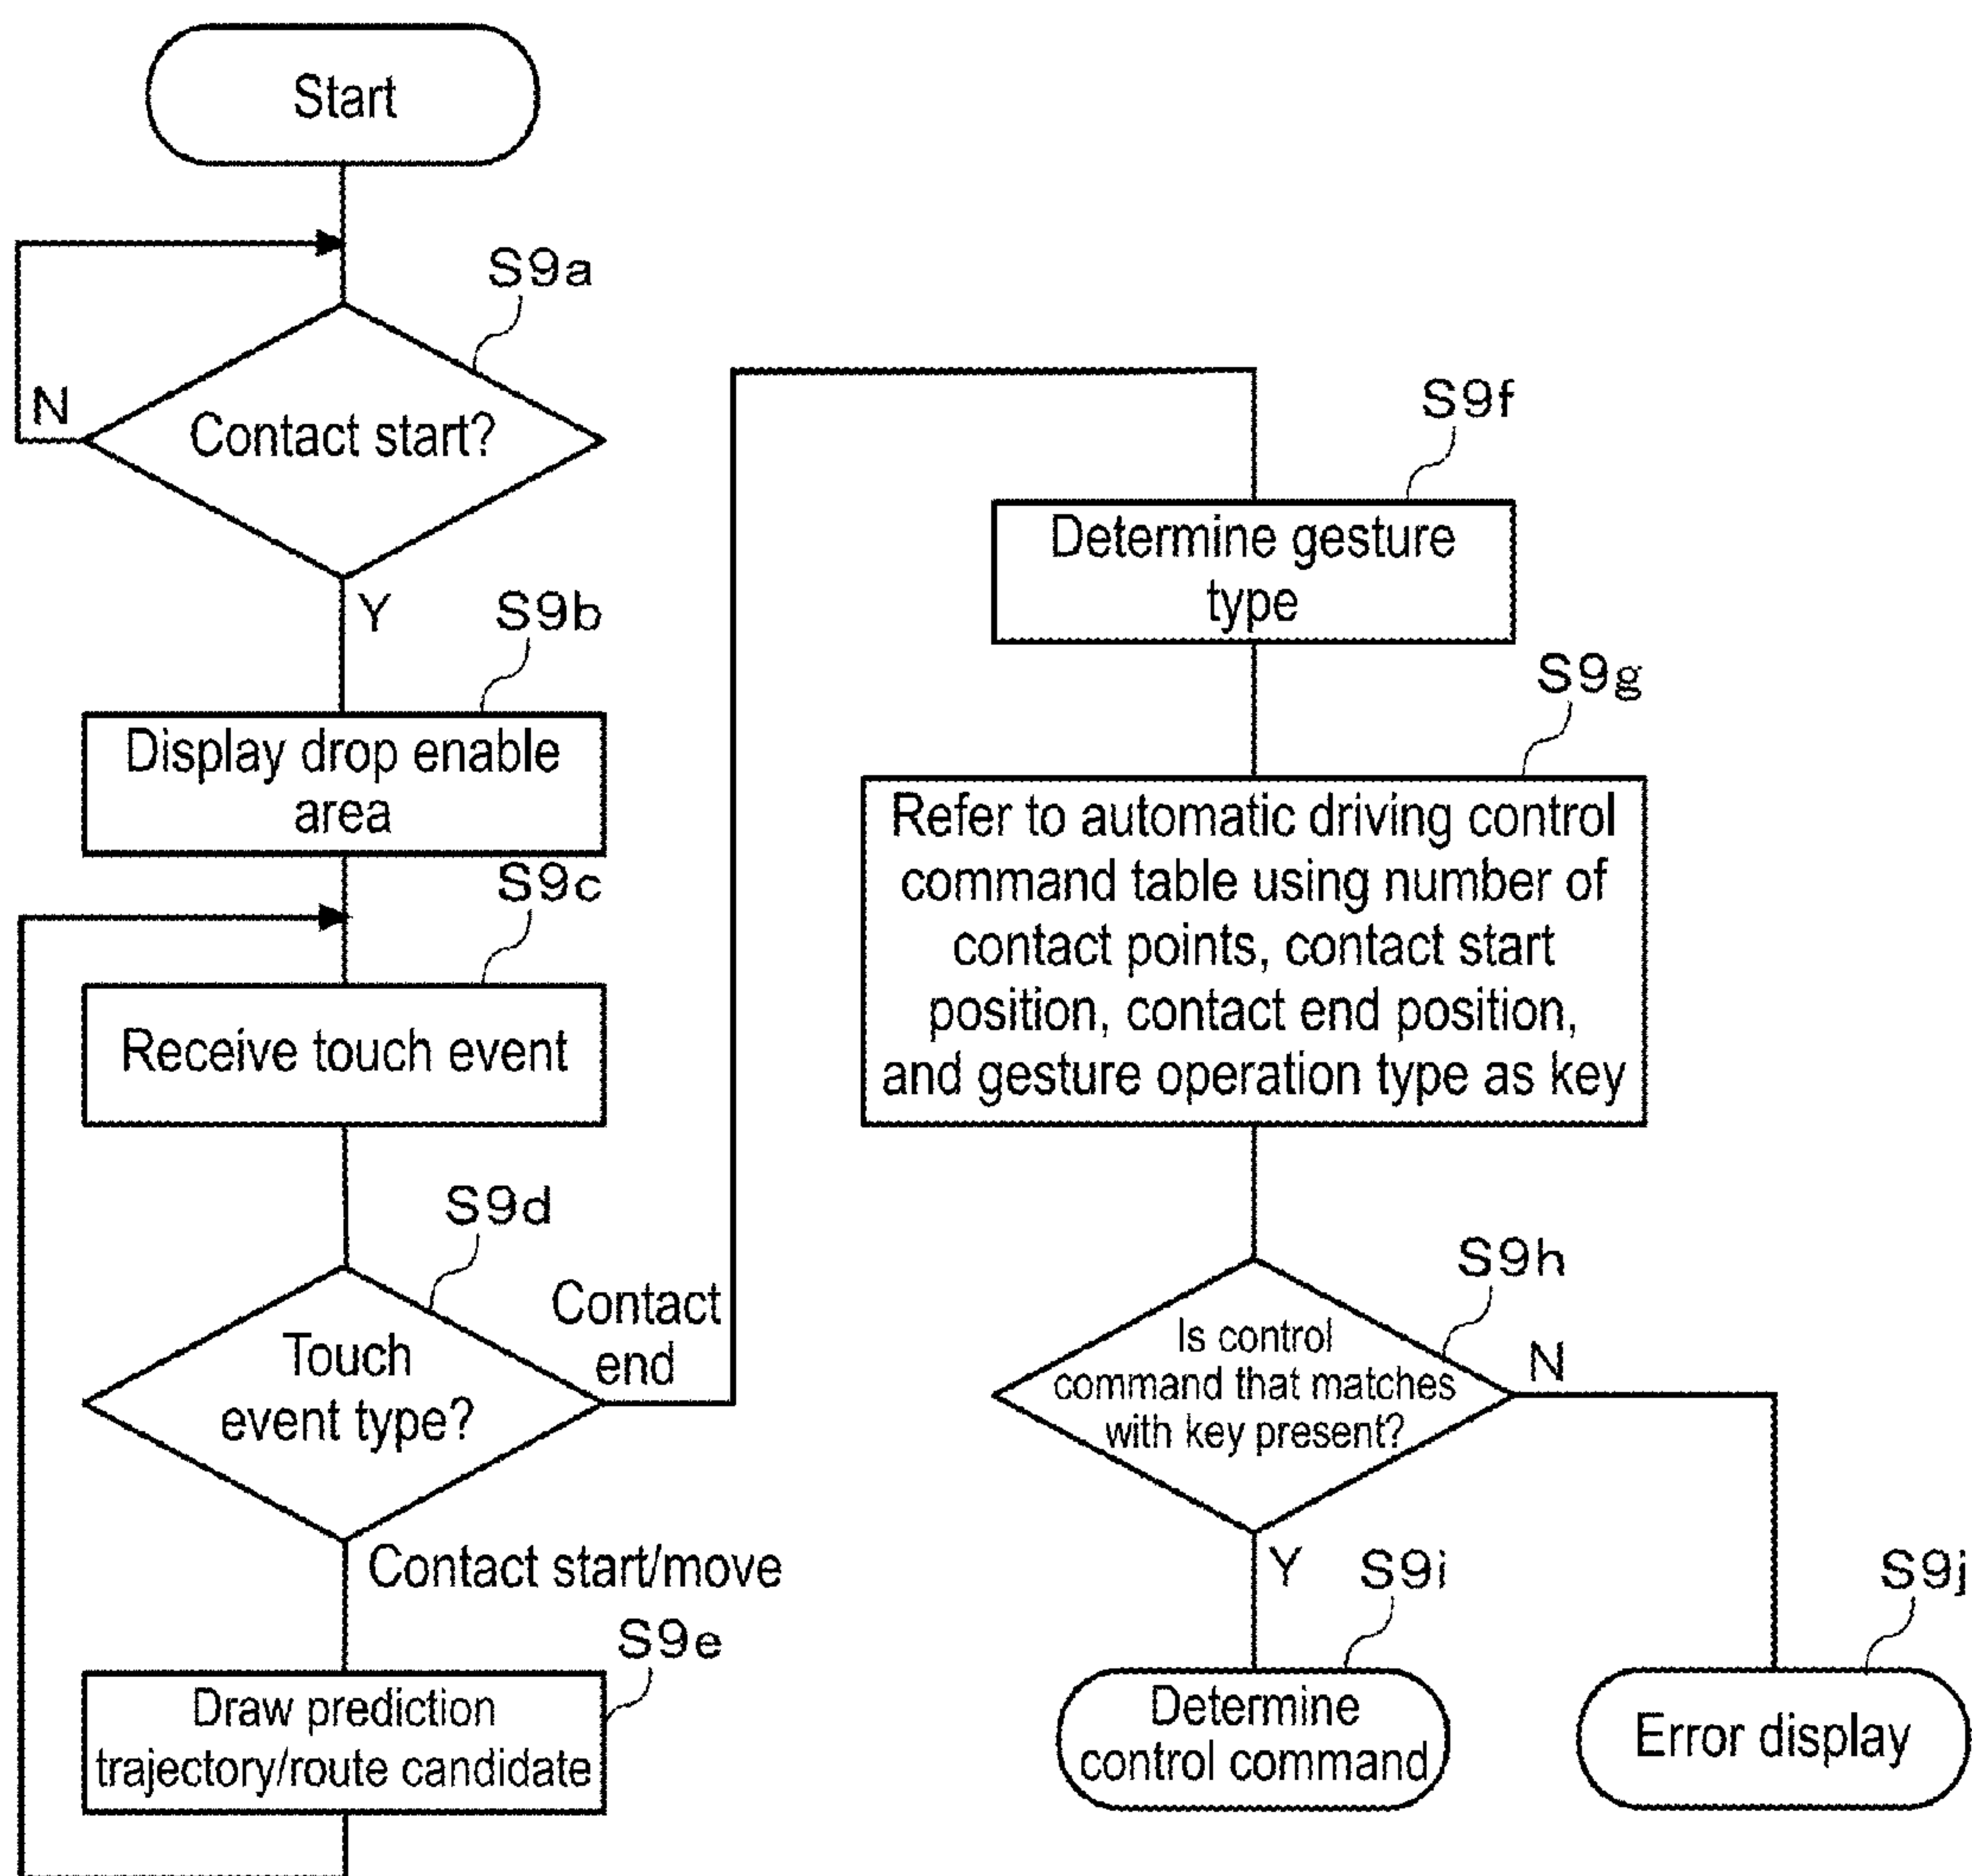 Start
S9a
N
Contact start?
Y
S9b
Display drop enable
area
S9c
Receive touch event
S9d
Touch
event type?
Contact
end
Contact start/move
S9e
Draw prediction
trajectory/route candidate
S9f
Determine gesture
type
S9g
Refer to automatic driving control
command table using number of
contact points, contact start
position, contact end position,
and gesture operation type as key
S9h
Is control
command that matches
with key present?
N
Y
S9i
Determine
control command
S9j
Error display